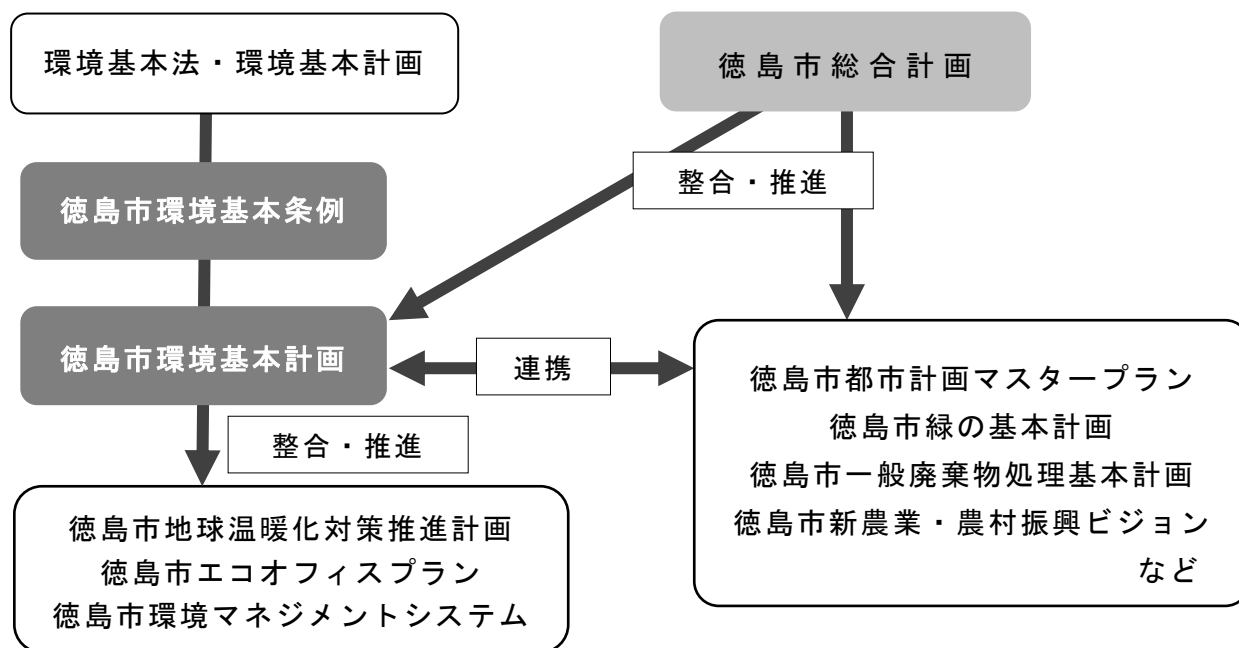 環境基本法・環境基本計画
徳島市総合計画
整合・推進
徳島市環境基本条例
徳島市環境基本計画
連携
整合・推進
徳島市都市計画マスタープラン
徳島市緑の基本計画
徳島市一般廃棄物処理基本計画
徳島市新農業・農村振興ビジョン
など
徳島市地球温暖化対策推進計画
徳島市エコオフィスプラン
徳島市環境マネジメントシステム